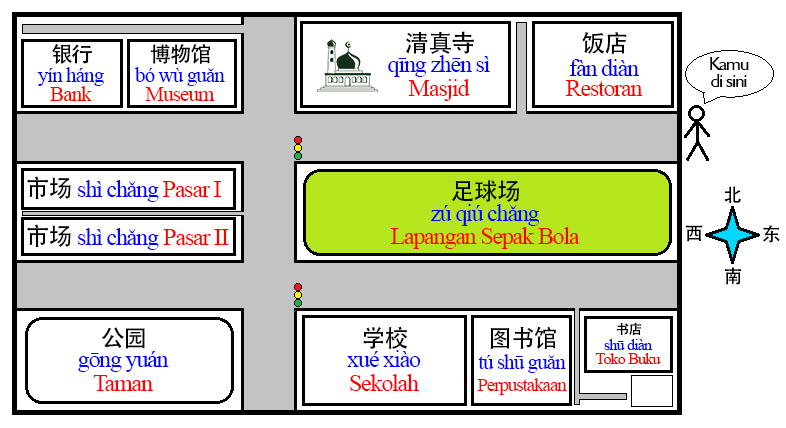 银行
yín háng
Bank
博物馆
bó wù guǎn
Museum
清真寺
qīng zhēn sì
Masjid
饭店
fàn diàn
Restoran
Kamu
di sini
市场 shì chǎng Pasar I
市场 shì chǎng Pasar II
足球场
zú qiú chǎng
Lapangan Sepak Bola
北
西
东
南
公园
gōng yuán
Taman
学校
xué xiào
Sekolah
图书馆
tú shū guǎn
Perpustakaan
书店
shū diàn
Toko Buku